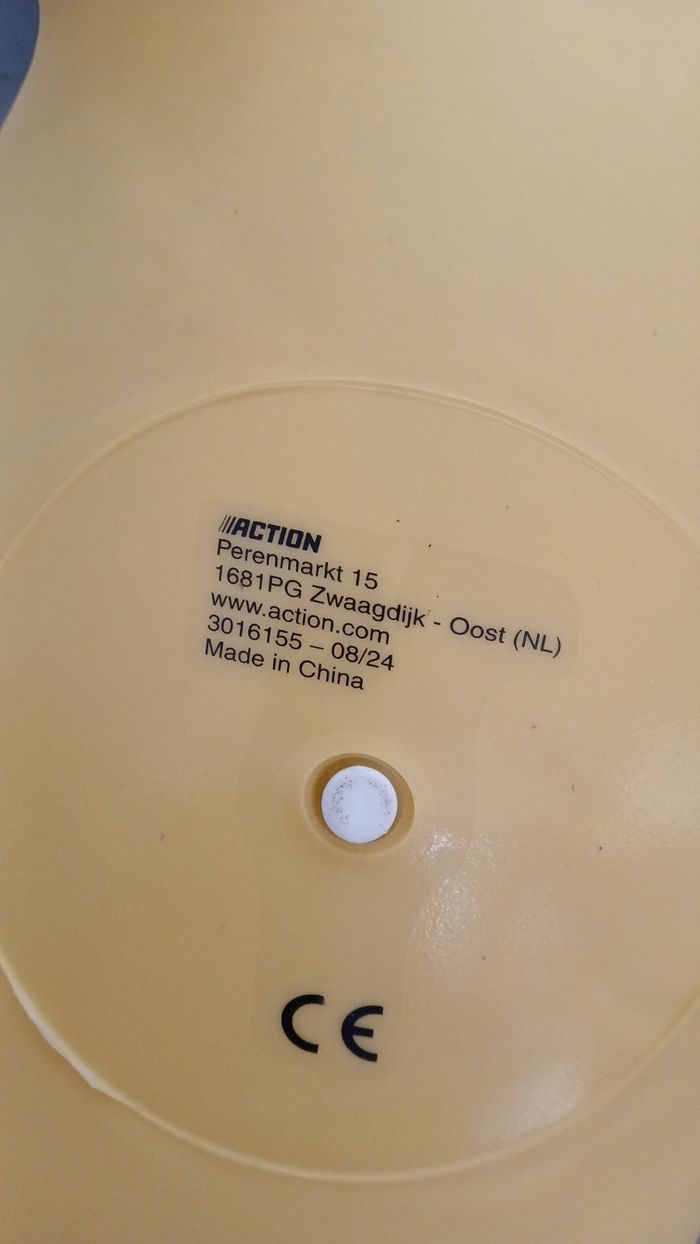 ACTION
Perenmarkt 15
1681PG Zwaagdijk - Oost (NL)
www.action.com
3016155 – 08/24
Made in China
CE